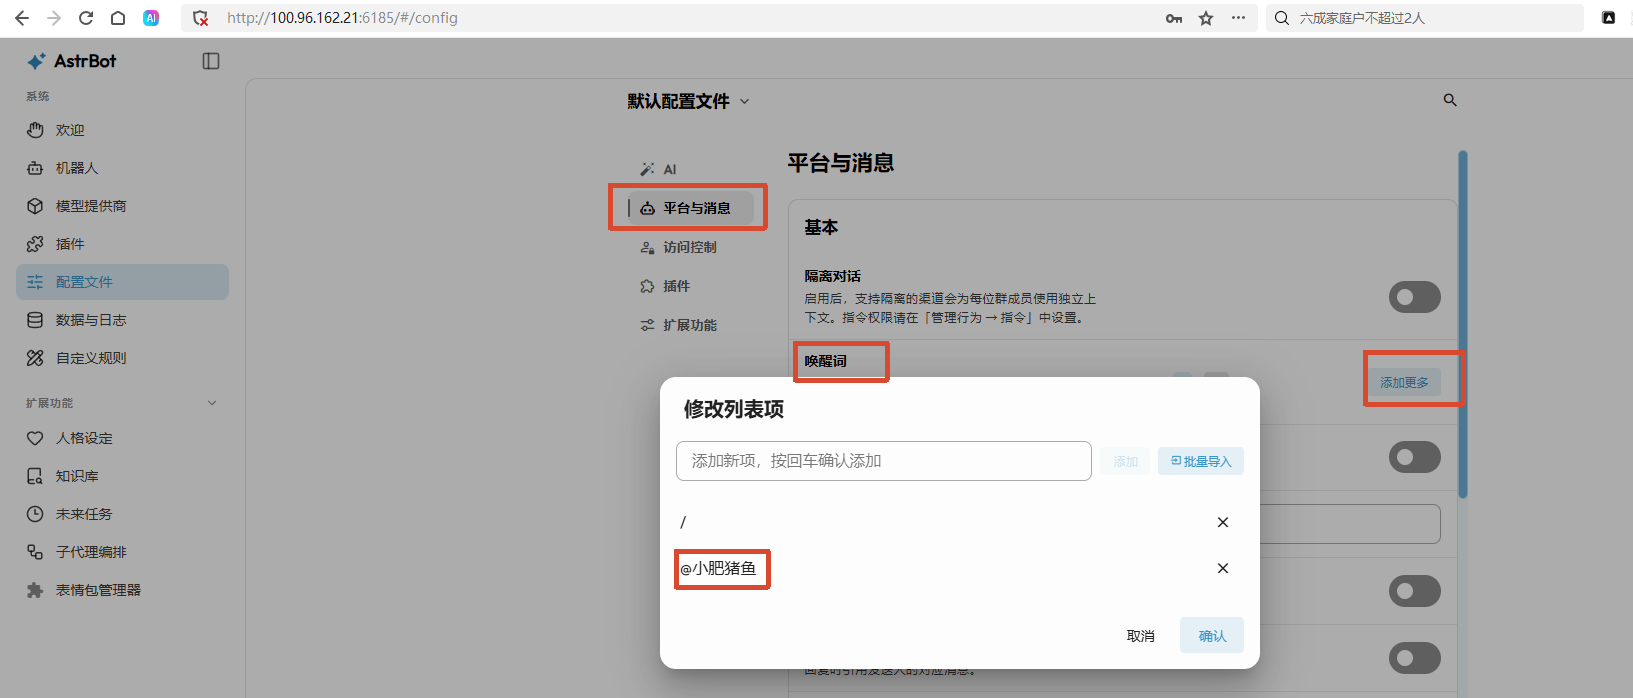 http://100.96.162.21:6185/#/config
六成家庭户不超过2人
AI
AstrBot
系统
欢迎
机器人
模型提供商
插件
配置文件
数据与日志
自定义规则
扩展功能
人格设定
知识库
未来任务
子代理编排
表情包管理器
默认配置文件
AI
平台与消息
访问控制
插件
扩展功能
平台与消息
基本
隔离对话
启用后，支持隔离的渠道会为每位群成员使用独立上
下文。指令权限请在「管理行为 → 指令」中设置。
唤醒词
添加更多
修改列表项
添加新项，按回车确认添加
添加
批量导入
/
@小肥猪鱼
取消
确认